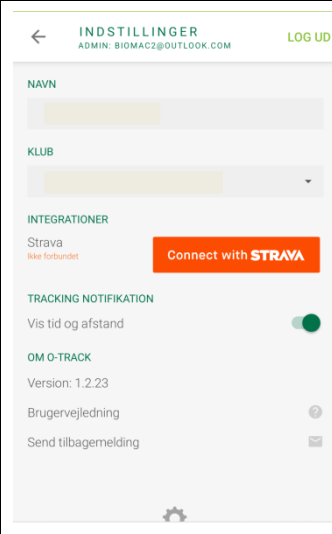 INDSTILLINGER
ADMIN: BIOMAC2@OUTLOOK.COM
LOG UD
NAVN
KLUB
INTEGRATIONER
Strava
Ikke forbundet
Connect with STRAVA
TRACKING NOTIFIKATION
Vis tid og afstand
OM O-TRACK
Version: 1.2.23
Brugervejledning
Send tilbagemelding